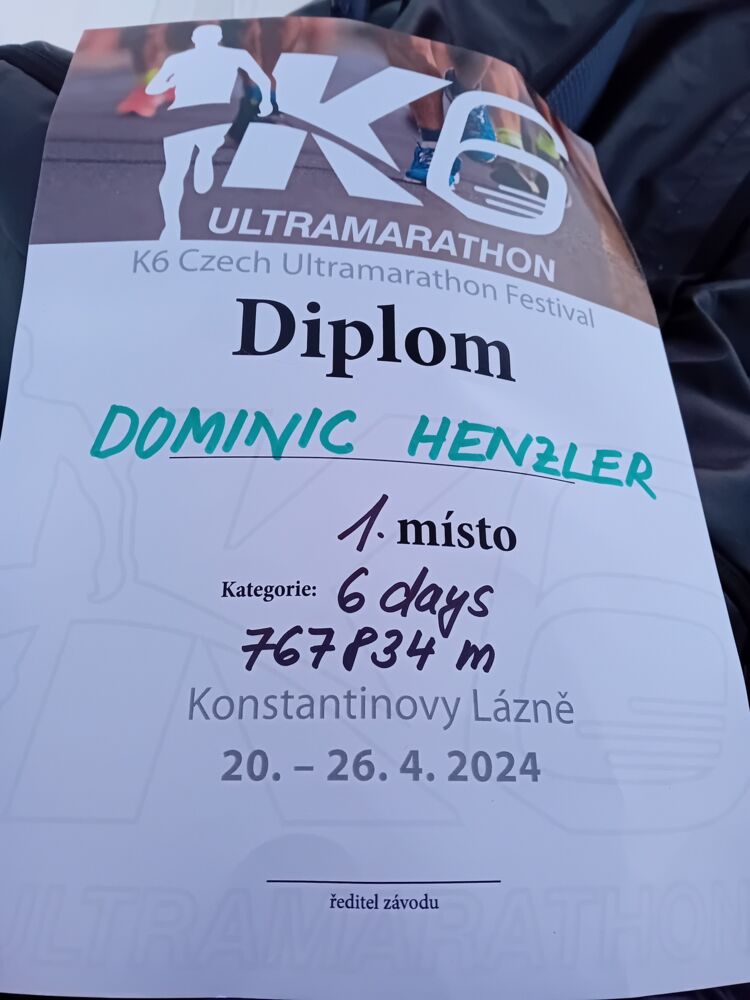 K6
ULTRAMARATHON
K6 Czech Ultramarathon Festival
Diplom
DOMINIC HENZLER
1. místo
Kategorie: 6 days
767834 m
Konstantinovy Lázně
20. – 26. 4. 2024
ředitel závodu
ULTRAMARATHON